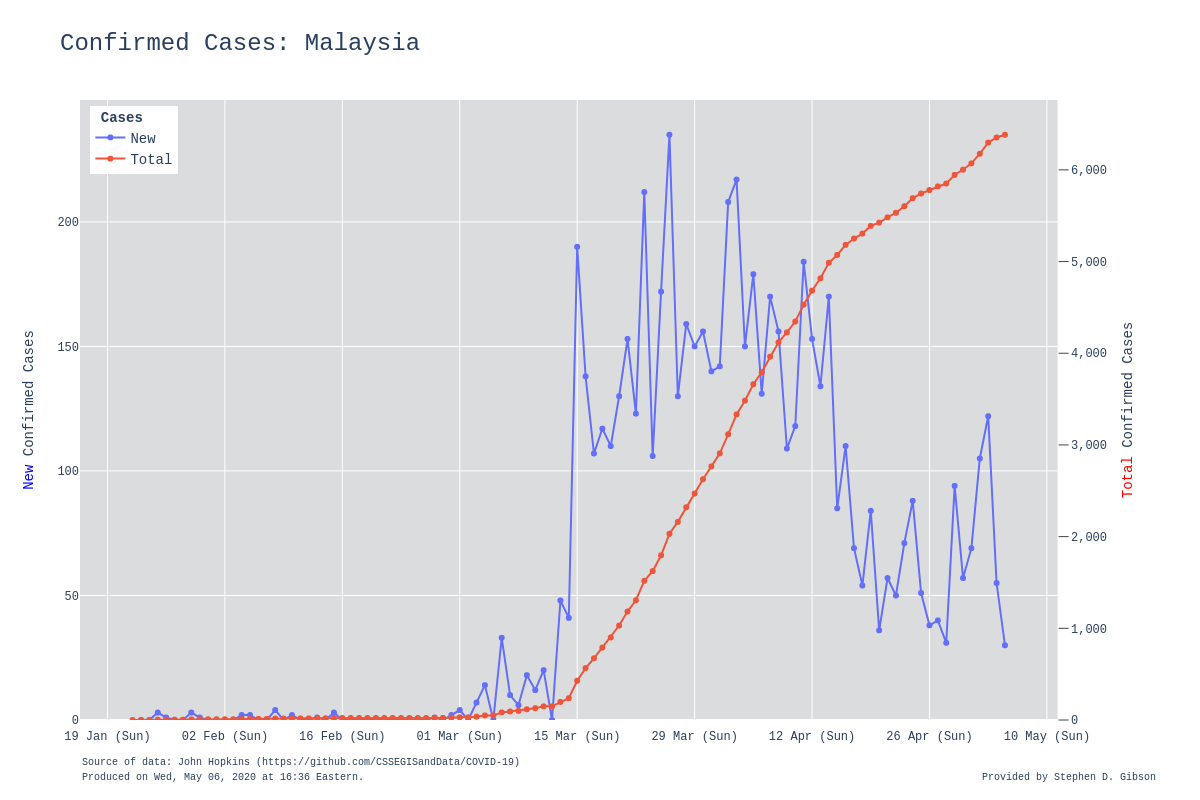 Confirmed Cases: Malaysia
Cases
New
Total
200
150
100
50
0
New Confirmed Cases
6,000
5,000
4,000
3,000
2,000
1,000
0
Total Confirmed Cases
19 Jan (Sun) 02 Feb (Sun) 16 Feb (Sun) 01 Mar (Sun) 15 Mar (Sun) 29 Mar (Sun) 12 Apr (Sun) 26 Apr (Sun) 10 May (Sun)
Source of data: John Hopkins (https://github.com/CSSEGISandData/COVID-19)
Produced on Wed, May 06, 2020 at 16:36 Eastern.
Provided by Stephen D. Gibson